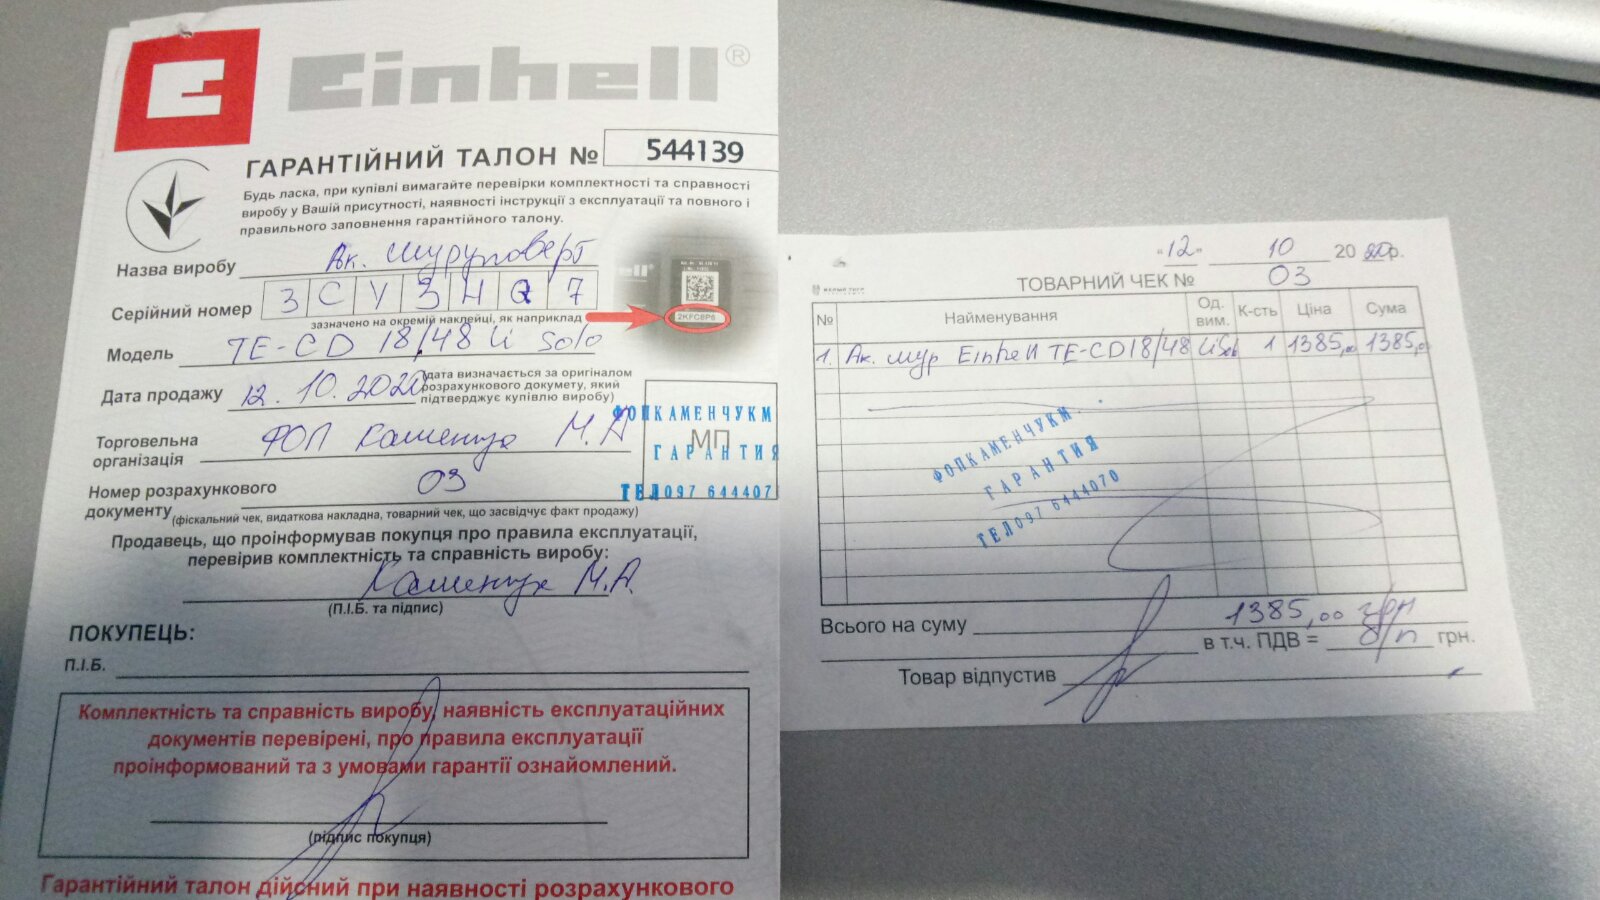 Einhell®
ГАРАНТІЙНИЙ ТАЛОН № 544139
Будь ласка, при купівлі вимагайте перевірки комплектності та справності
виробу у Вашій присутності, наявності інструкції з експлуатації та повного і
правильного заповнення гарантійного талону.
Назва виробу Ак. шуруповерт
Серійний номер 3CY3HQ7
зазначено на окремій наклейці, як наприклад
2KFC8P6
Модель TE-CD 18/48 Li Solo
Дата продажу 12.10.2020 (дата визначається за оригіналом
розрахункового докумету, який
підтверджує купівлю виробу)
Торговельна
організація ФОП Каменчук М.А
МП
ФОПКАМЕНЧУКМ
ГАРАНТИЯ
ТЕЛ097 644407
Номер розрахункового
документу 03
(фіскальний чек, видаткова накладна, товарний чек, що засвідчує факт продажу)
Продавець, що проінформував покупця про правила експлуатації,
перевірив комплектність та справність виробу:
Каменчук М.А.
(П.І.Б. та підпис)
ПОКУПЕЦЬ:
П.І.Б.
Комплектність та справність виробу, наявність експлуатаційних
документів перевірені, про правила експлуатації
проінформований та з умовами гарантії ознайомлений.
(підпис покупця)
Гарантійний талон дійсний при наявності розрахункового
"12" 10 2020р.
ТОВАРНИЙ ЧЕК № 03
№ Найменування Од. вим. К-сть Ціна Сума
1. Ак. шур Einhell TE-CD18/48 Li Solo 1 1385,00 1385,0
ФОПКАМЕНЧУКМ.
ГАРАНТИЯ
ТЕЛ097 6444070
Всього на суму 1385,00 грн
в т.ч. ПДВ = б/п грн.
Товар відпустив